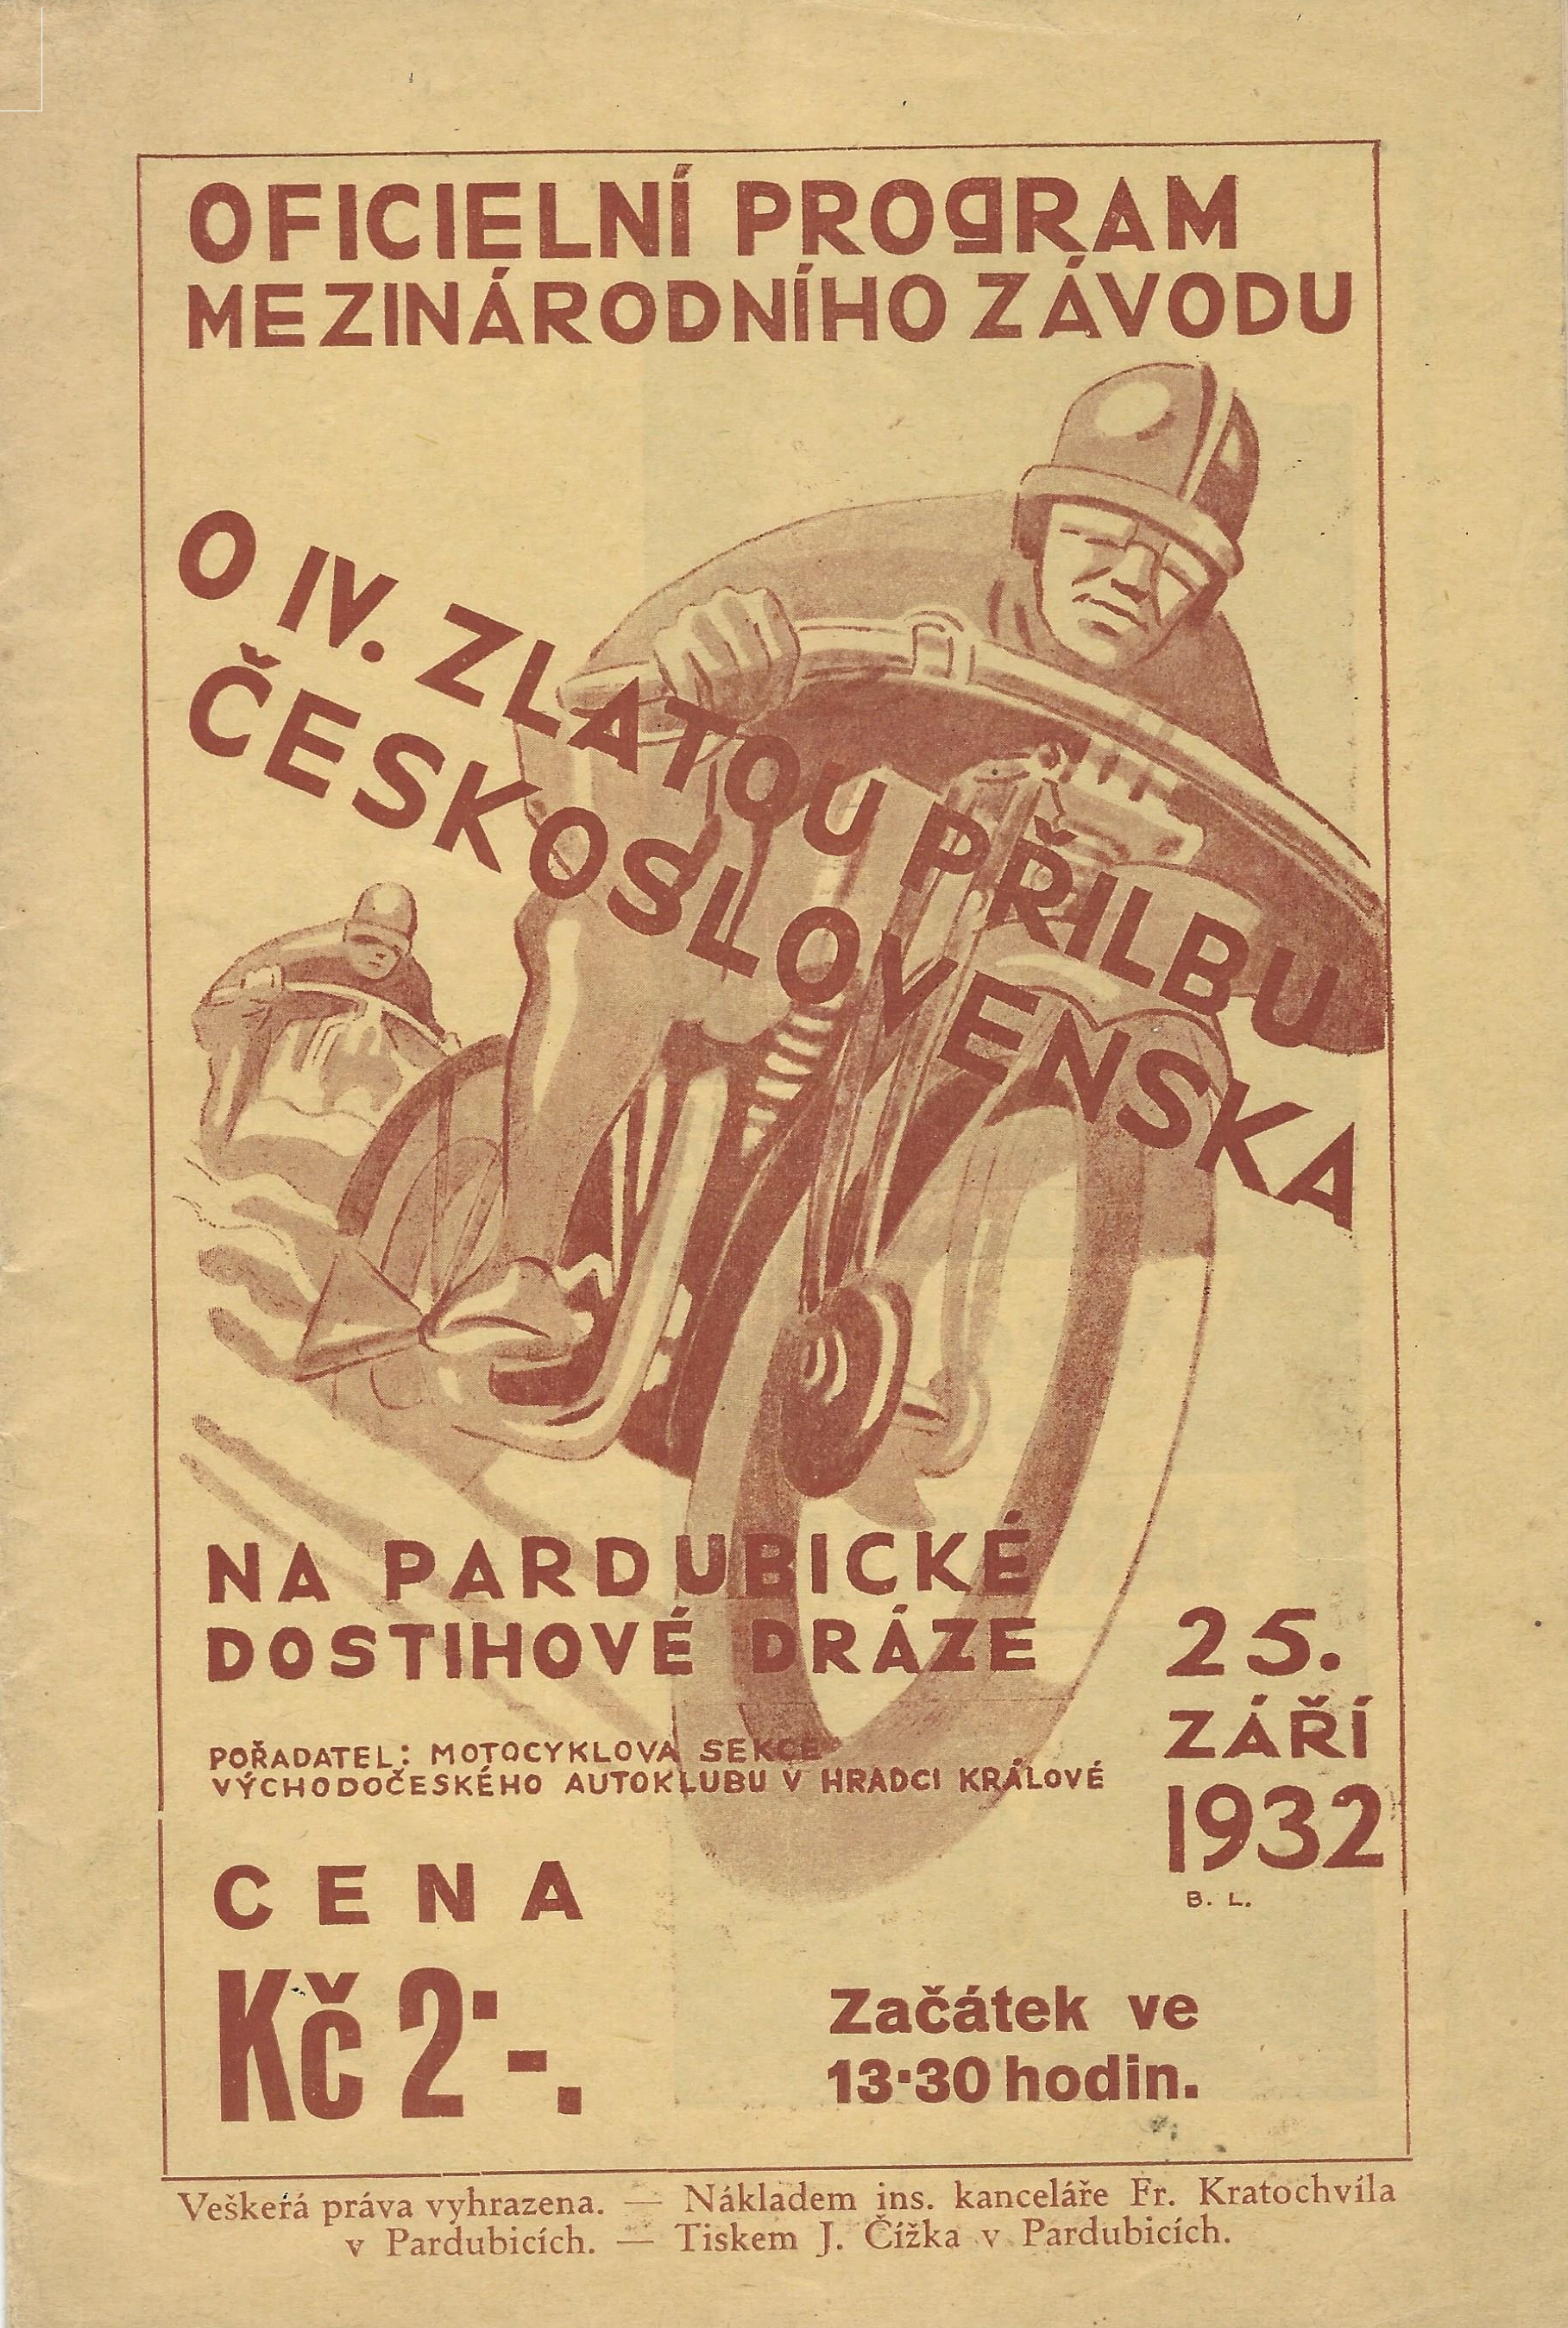 OFICIELNÍ PROGRAM
MEZINÁRODNÍHO ZÁVODU
O IV. ZLATOU PŘILBU
ČESKOSLOVENSKA
NA PARDUBICKÉ
DOSTIHOVÉ DRÁZE
25.
ZÁŘÍ
1932
B. L.
POŘADATEL: MOTOCYKLOVA SEKCE
VÝCHODOČESKÉHO AUTOKLUBU V HRADCI KRÁLOVÉ
CENA
Kč 2·-.
Začátek ve
13·30 hodin.
Veškerá práva vyhrazena. — Nákladem ins. kanceláře Fr. Kratochvíla
v Pardubicích. — Tiskem J. Čížka v Pardubicích.